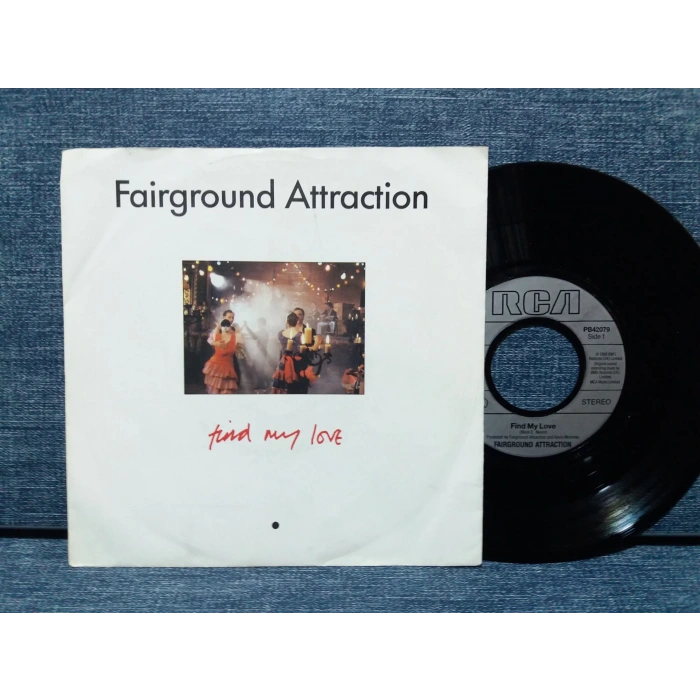 Fairground Attraction
find my love
RCA
PB42079
Side 1
STEREO
Find My Love
FAIRGROUND ATTRACTION